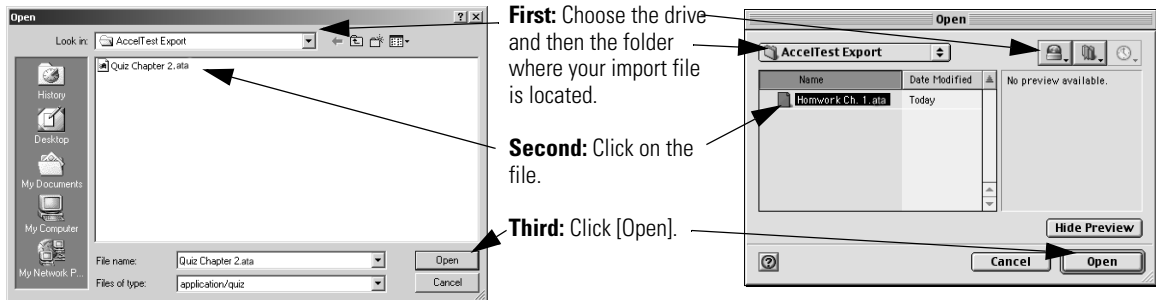 Open
Look in: AccelTest Export
Quiz Chapter 2.ata
History
Desktop
My Documents
My Computer
My Network P...
File name: Quiz Chapter 2.ata Open
Files of type: application/quiz Cancel
First: Choose the drive
and then the folder
where your import file
is located.
Second: Click on the
file.
Third: Click [Open].
Open
AccelTest Export
Name Date Modified
Homwork Ch. 1.ata Today
No preview available.
Hide Preview
Cancel Open